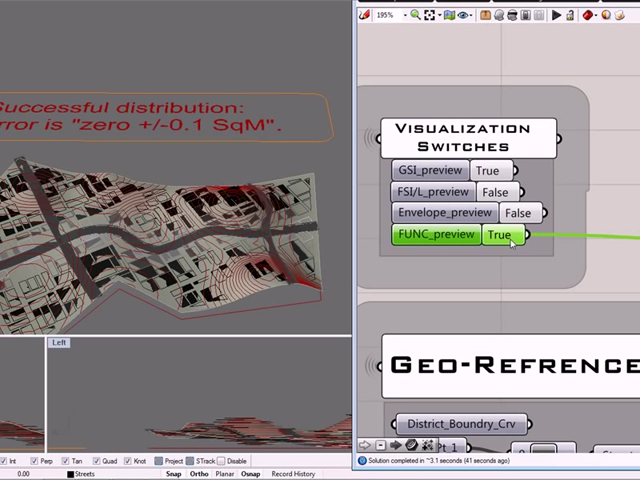 Successful distribution:
rror is "zero +/-0.1 SqM".
195%
Visualization
Switches
GSI_preview True
FSI/L_preview False
Envelope_preview False
FUNC_preview True
Geo-Refrence
District_Boundry_Crv
Pt_1
Left
Solution completed in ~3.1 seconds (41 seconds ago)
Int Perp Tan Quad Knot Project STrack Disable
0.00 Streets Snap Ortho Planar Osnap Record History